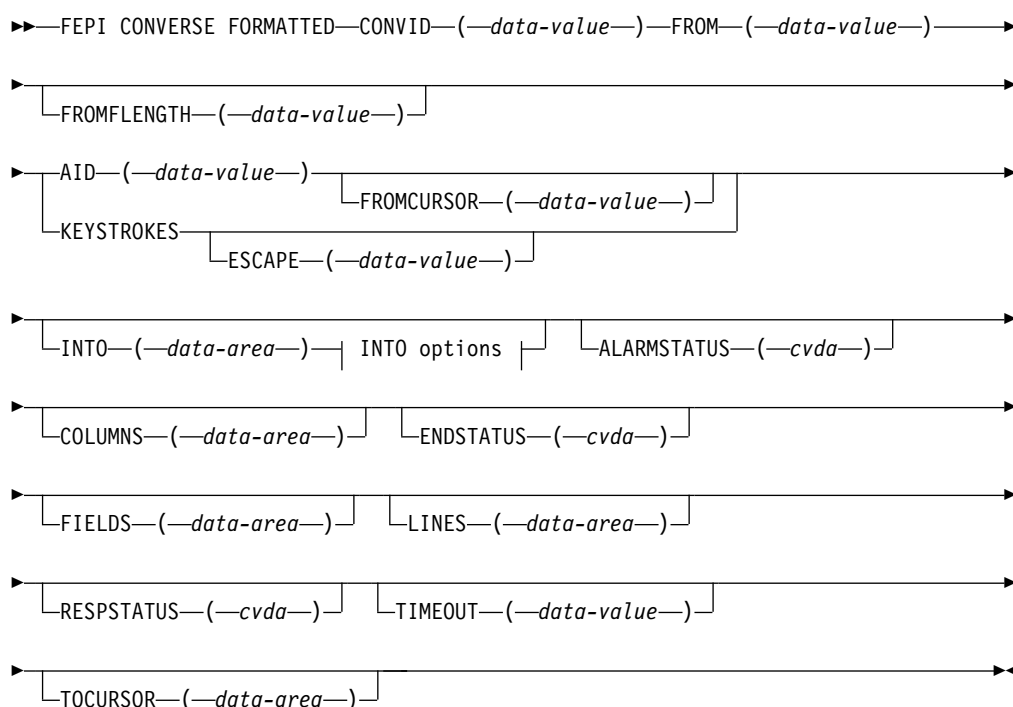 FEPI CONVERSE FORMATTED CONVID (data-value) FROM (data-value)
FROMFLENGTH (data-value)
AID (data-value)
FROMCURSOR (data-value)
KEYSTROKES
ESCAPE (data-value)
INTO (data-area) INTO options ALARMSTATUS (cvda)
COLUMNS (data-area) ENDSTATUS (cvda)
FIELDS (data-area) LINES (data-area)
RESPSTATUS (cvda) TIMEOUT (data-value)
TOCURSOR (data-area)